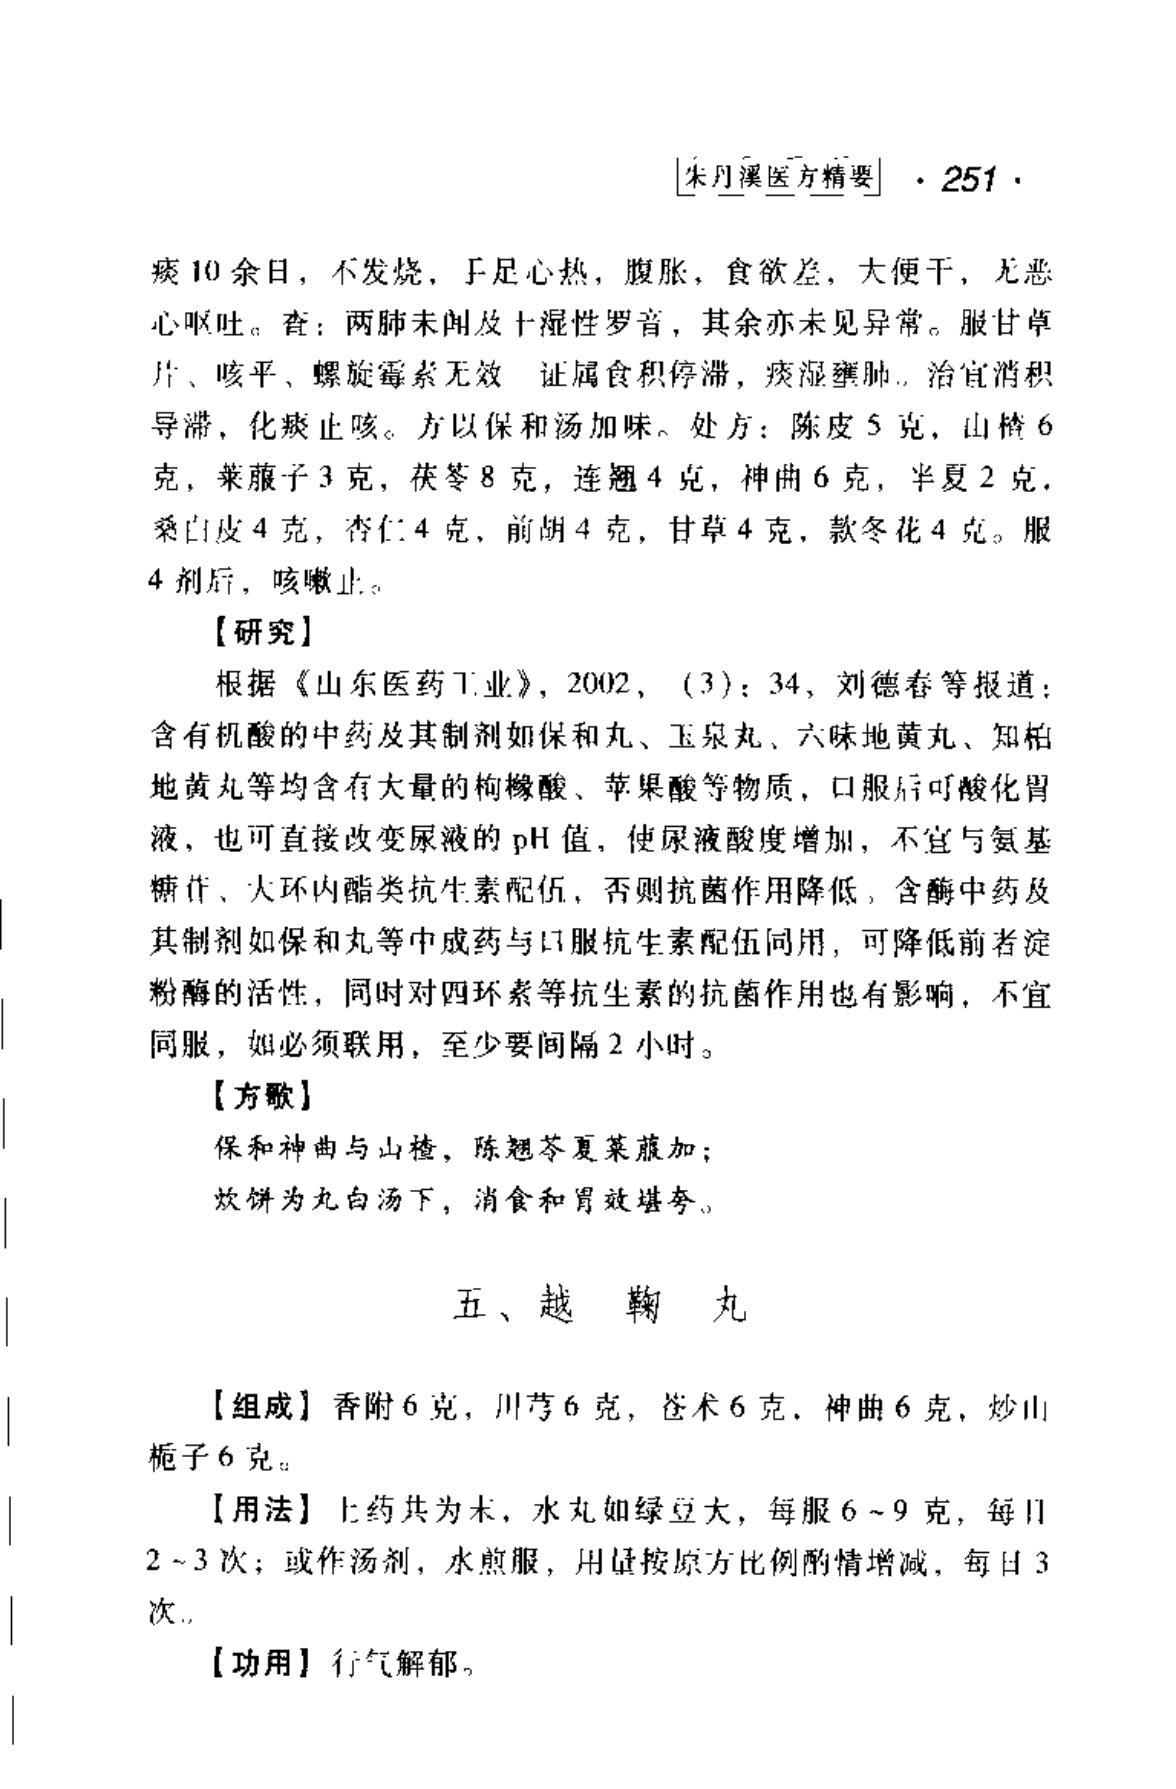 朱丹溪医方精要 · 251 ·
痰10余日，不发烧，手足心热，腹胀，食欲差，大便干，无恶
心呕吐。查：两肺未闻及干湿性罗音，其余亦未见异常。服甘草
片、咳平、螺旋霉素无效 证属食积停滞，痰湿壅肺。治宜消积
导滞，化痰止咳。方以保和汤加味。处方：陈皮5克，山楂6
克，莱菔子3克，茯苓8克，连翘4克，神曲6克，半夏2克，
桑白皮4克，杏仁4克，前胡4克，甘草4克，款冬花4克。服
4剂后，咳嗽止。
【研究】
根据《山东医药工业》，2002，（3）：34，刘德春等报道：
含有机酸的中药及其制剂如保和丸、玉泉丸、六味地黄丸、知柏
地黄丸等均含有大量的枸橼酸、苹果酸等物质，口服后可酸化胃
液，也可直接改变尿液的pH值，使尿液酸度增加，不宜与氨基
糖苷、大环内酯类抗生素配伍，否则抗菌作用降低。含酶中药及
其制剂如保和丸等中成药与口服抗生素配伍同用，可降低前者淀
粉酶的活性，同时对四环素等抗生素的抗菌作用也有影响，不宜
同服，如必须联用，至少要间隔2小时。
【方歌】
保和神曲与山楂，陈翘苓夏莱菔加；
炊饼为丸白汤下，消食和胃效堪夸。
五、越 鞠 丸
【组成】香附6克，川芎6克，苍术6克，神曲6克，炒山
栀子6克。
【用法】上药共为末，水丸如绿豆大，每服6~9克，每日
2~3次；或作汤剂，水煎服，用量按原方比例酌情增减，每日3
次。
【功用】行气解郁。